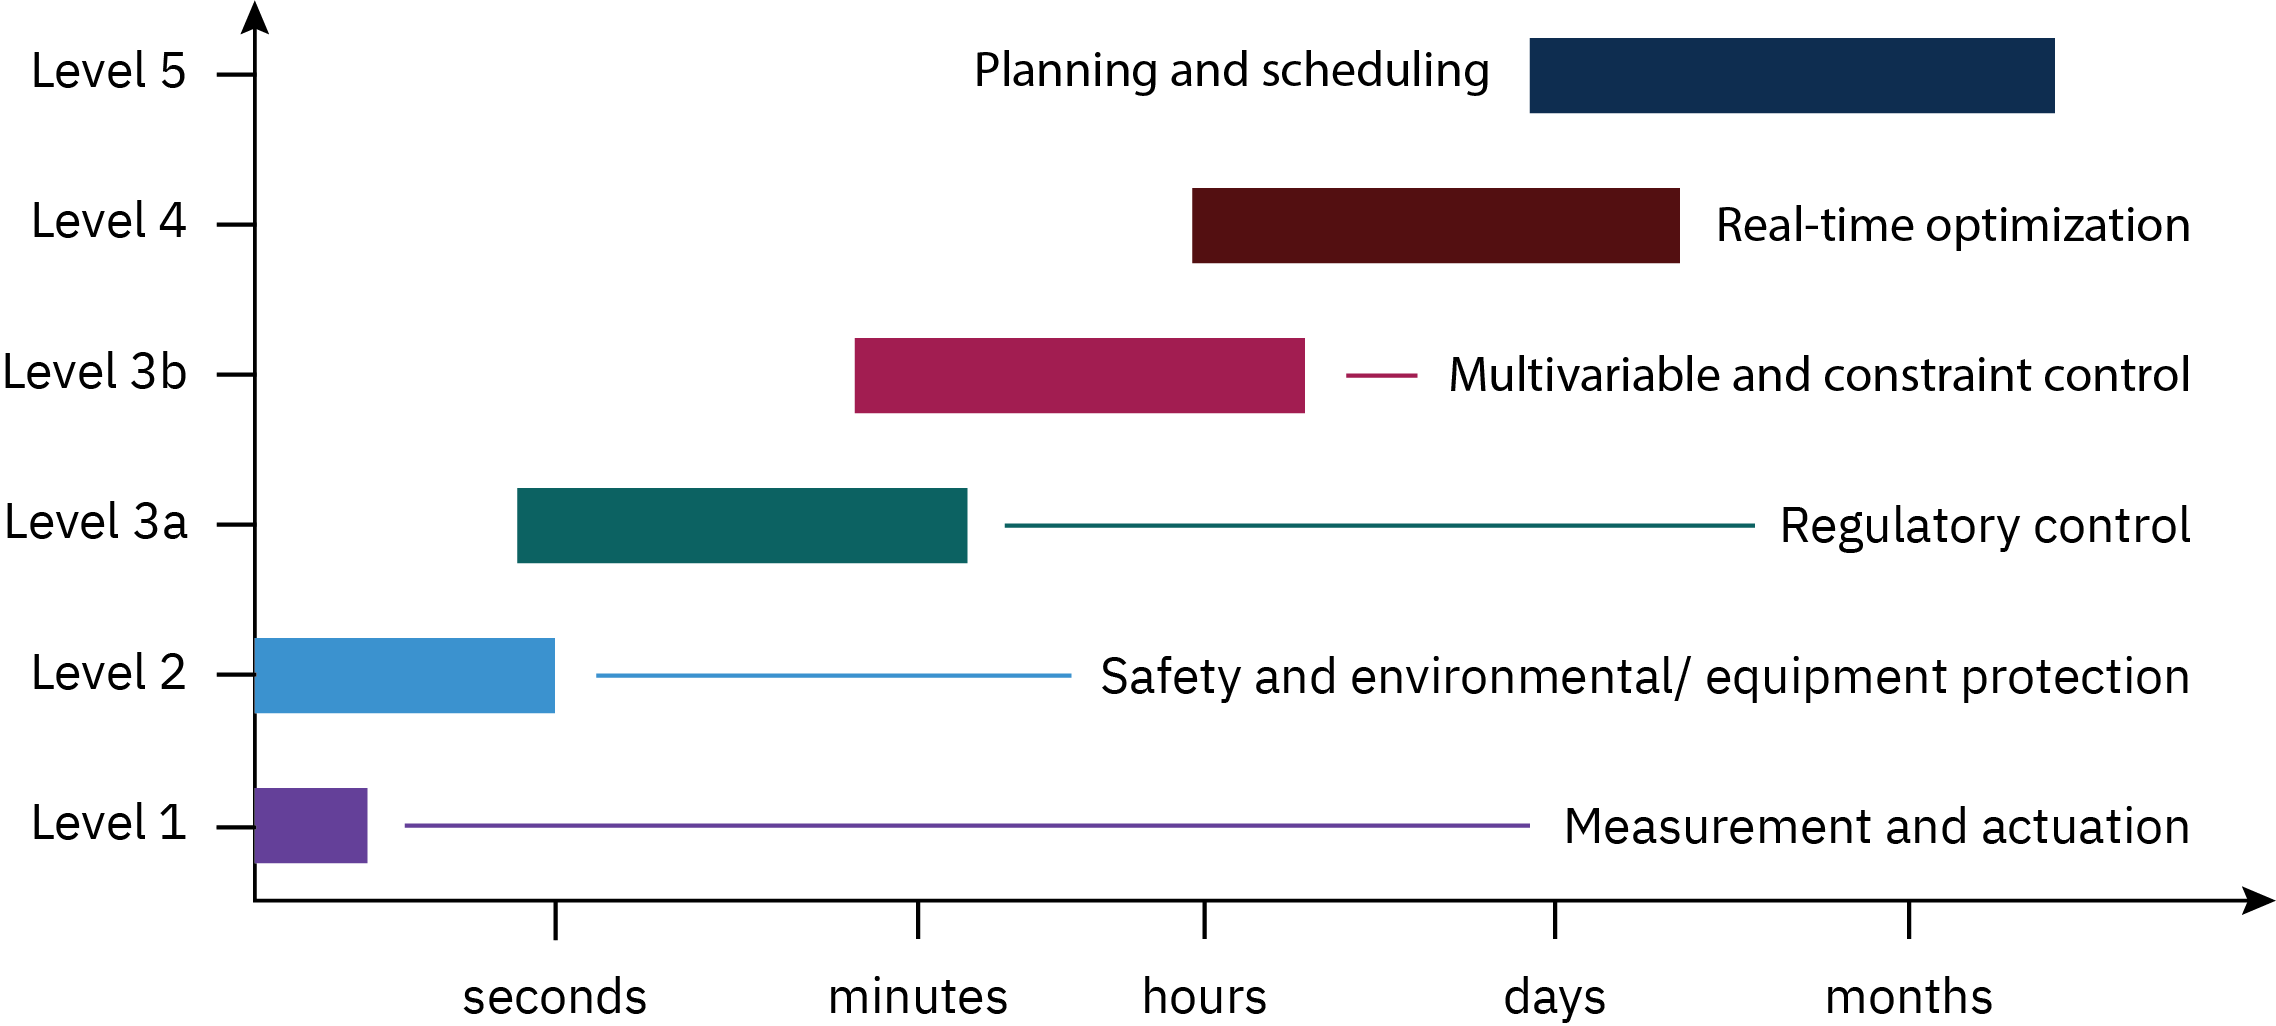 Level 5
Planning and scheduling
Level 4
Real-time optimization
Level 3b
Multivariable and constraint control
Level 3a
Regulatory control
Level 2
Safety and environmental/ equipment protection
Level 1
Measurement and actuation
seconds
minutes
hours
days
months